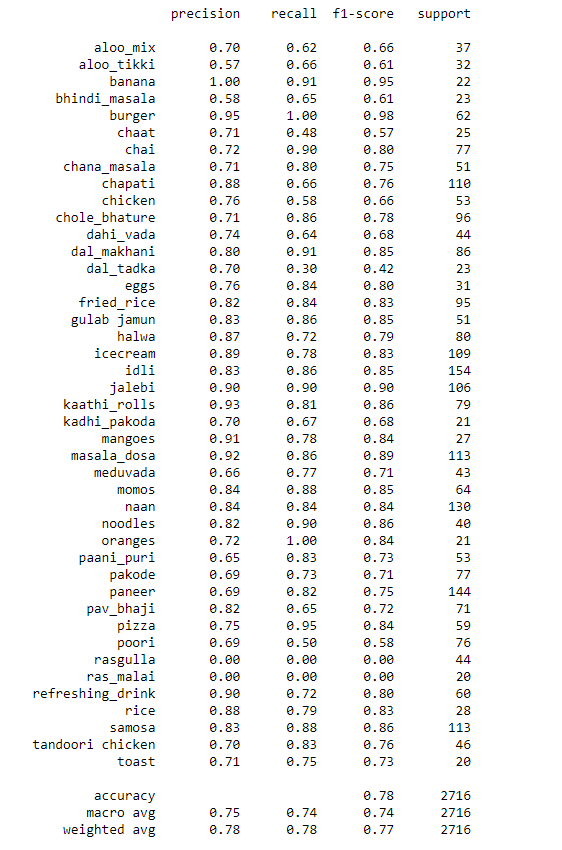 precision recall f1-score support
aloo_mix 0.70 0.62 0.66 37
aloo_tikki 0.57 0.66 0.61 32
banana 1.00 0.91 0.95 22
bhindi_masala 0.58 0.65 0.61 23
burger 0.95 1.00 0.98 62
chaat 0.71 0.48 0.57 25
chai 0.72 0.90 0.80 77
chana_masala 0.71 0.80 0.75 51
chapati 0.88 0.66 0.76 110
chicken 0.76 0.58 0.66 53
chole_bhature 0.71 0.86 0.78 96
dahi_vada 0.74 0.64 0.68 44
dal_makhani 0.80 0.91 0.85 86
dal_tadka 0.70 0.30 0.42 23
eggs 0.76 0.84 0.80 31
fried_rice 0.82 0.84 0.83 95
gulab jamun 0.83 0.86 0.85 51
halwa 0.87 0.72 0.79 80
icecream 0.89 0.78 0.83 109
idli 0.83 0.86 0.85 154
jalebi 0.90 0.90 0.90 106
kaathi_rolls 0.93 0.81 0.86 79
kadhi_pakoda 0.70 0.67 0.68 21
mangoes 0.91 0.78 0.84 27
masala_dosa 0.92 0.86 0.89 113
meduvada 0.66 0.77 0.71 43
momos 0.84 0.88 0.85 64
naan 0.84 0.84 0.84 130
noodles 0.82 0.90 0.86 40
oranges 0.72 1.00 0.84 21
paani_puri 0.65 0.83 0.73 53
pakode 0.69 0.73 0.71 77
paneer 0.69 0.82 0.75 144
pav_bhaji 0.82 0.65 0.72 71
pizza 0.75 0.95 0.84 59
poori 0.69 0.50 0.58 76
rasgulla 0.00 0.00 0.00 44
ras_malai 0.00 0.00 0.00 20
refreshing_drink 0.90 0.72 0.80 60
rice 0.88 0.79 0.83 28
samosa 0.83 0.88 0.86 113
tandoori chicken 0.70 0.83 0.76 46
toast 0.71 0.75 0.73 20
accuracy 0.78 2716
macro avg 0.75 0.74 0.74 2716
weighted avg 0.78 0.78 0.77 2716